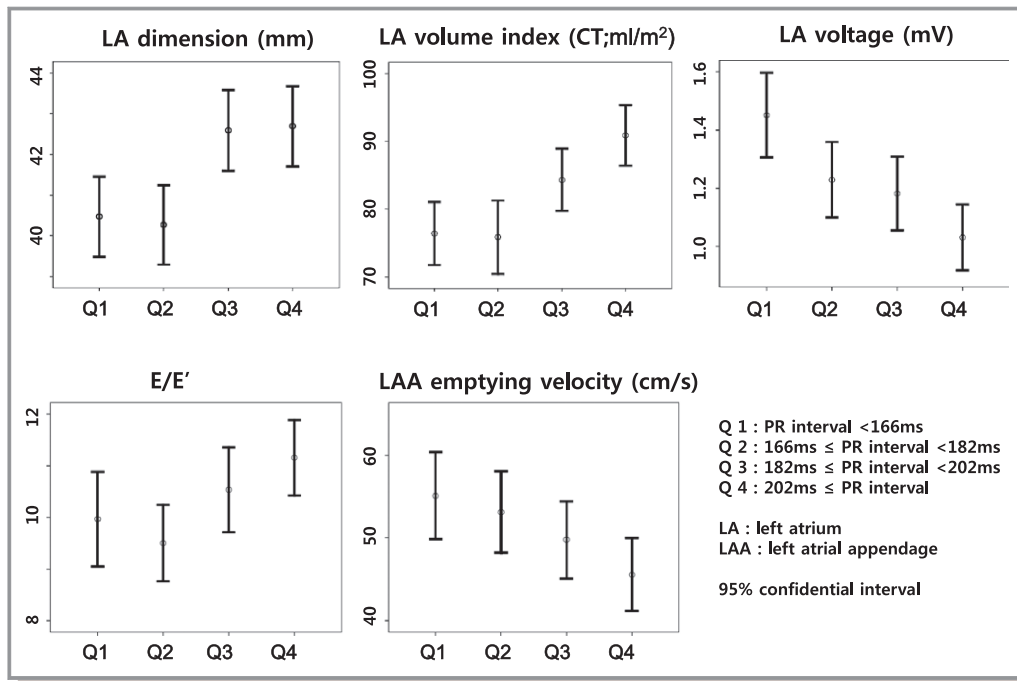 LA dimension (mm)
44
42
40
Q1 Q2 Q3 Q4
LA volume index (CT;ml/m²)
100
90
80
70
Q1 Q2 Q3 Q4
LA voltage (mV)
1.6
1.4
1.2
1.0
Q1 Q2 Q3 Q4
E/E’
12
10
8
Q1 Q2 Q3 Q4
LAA emptying velocity (cm/s)
60
50
40
Q1 Q2 Q3 Q4
Q 1 : PR interval <166ms
Q 2 : 166ms ≤ PR interval <182ms
Q 3 : 182ms ≤ PR interval <202ms
Q 4 : 202ms ≤ PR interval
LA : left atrium
LAA : left atrial appendage
95% confidential interval